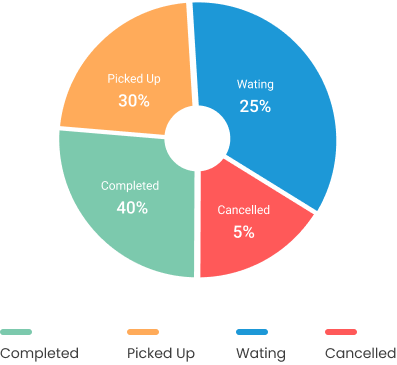 Picked Up
30%
Wating
25%
Completed
40%
Cancelled
5%
Completed
Picked Up
Wating
Cancelled